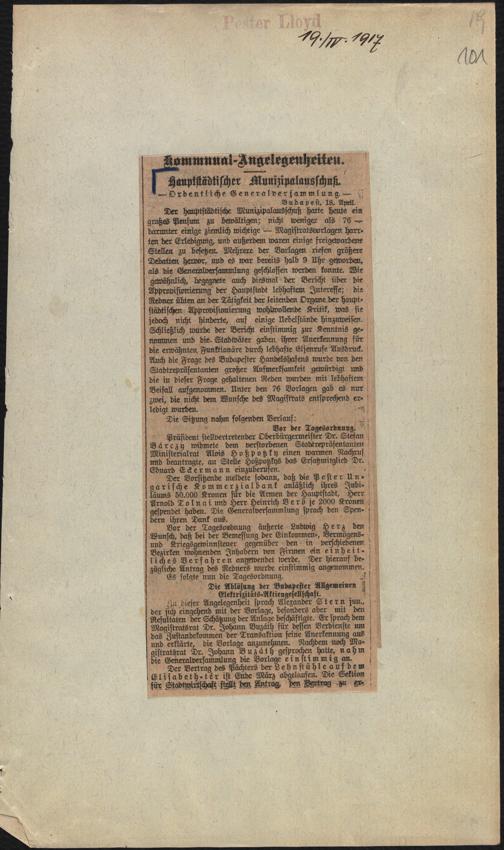 Pester Lloyd
19./IV. 1917
19
101
Kommunal-Angelegenheiten.
Hauptstädtischer Munizipalausschuß.
— Ordentliche Generalversammlung. —
Budapest, 18. April.
Der hauptstädtische Munizipalausschuß hatte heute ein
großes Pensum zu bewältigen; nicht weniger als 76 —
darunter einige ziemlich wichtige — Magistratsvorlagen harr-
ten der Erledigung, und außerdem waren einige freigewordene
Stellen zu besetzen. Mehrere der Vorlagen riefen größere
Debatten hervor, und es war bereits halb 9 Uhr geworden,
als die Generalversammlung geschlossen werden konnte. Wie
gewöhnlich, begegnete auch diesmal der Bericht über die
Approvisionierung der Hauptstadt lebhaftem Interesse; die
Redner übten an der Tätigkeit der leitenden Organe der haupt-
städtischen Approvisionierung wohlwollende Kritik, was sie
jedoch nicht hinderte, auf einige Uebelstände hinzuweisen.
Schließlich wurde der Bericht einstimmig zur Kenntnis ge-
nommen und die Stadtväter gaben ihrer Anerkennung für
die erwähnten Funktionäre durch lebhafte Eljenrufe Ausdruck.
Auch die Frage des Budapester Handelshafens wurde von den
Stadtrepräsentanten großer Aufmerksamkeit gewürdigt und
die in dieser Frage gehaltenen Reden wurden mit lebhaftem
Beifall aufgenommen. Unter den 76 Vorlagen gab es nur
zwei, die nicht dem Wunsche des Magistrats entsprechend er-
ledigt wurden.
Die Sitzung nahm folgenden Verlauf:
Vor der Tagesordnung.
Präsident stellvertretender Oberbürgermeister Dr. Stefan
Bárczy widmete dem verstorbenen Stadtrepräsentanten
Ministerialrat Alois Hoßpotzky einen warmen Nachruf
und beantragte, an Stelle Hoßpotzkys das Ersatzmitglied Dr.
Eduard Eckermann einzuberufen.
Der Vorsitzende meldete sodann, daß die Pester Un-
garische Kommerzialbank anläßlich ihres Jubi-
läums 50.000 Kronen für die Armen der Hauptstadt, Herr
Arnold Tolnai und Herr Heinrich Beró je 2000 Kronen
gespendet haben. Die Generalversammlung sprach den Spen-
dern ihren Dank aus.
Vor der Tagesordnung äußerte Ludwig Herz den
Wunsch, daß bei der Bemessung der Einkommen-, Vermögens-
und Kriegsgewinnsteuer gegenüber den in verschiedenen
Bezirken wohnenden Inhabern von Firmen ein einheit-
liches Verfahren angewendet werde. Der hierauf be-
zügliche Antrag des Redners wurde einstimmig angenommen.
Es folgte nun die Tagesordnung.
Die Ablösung der Budapester Allgemeinen
Elektrizitäts-Aktiengesellschaft.
Zu dieser Angelegenheit sprach Alexander Stern jun.,
der sich eingehend mit der Vorlage, besonders aber mit den
Resultaten der Schätzung der Anlage beschäftigte. Er sprach dem
Magistratsrat Dr. Johann Buzáth für dessen Verdienste um
das Zustandekommen der Transaktion seine Anerkennung aus
und erklärte, die Vorlage anzunehmen. Nachdem noch Ma-
gistratsrat Dr. Johann Buzáth gesprochen hatte, nahm
die Generalversammlung die Vorlage einstimmig an.
Der Vertrag des Pächters der Lehnstühle auf dem
Elisabeth-tér ist Ende März abgelaufen. Die Sektion
für Stadtwirtschaft stellt den Antrag, den Vertrag zu er-